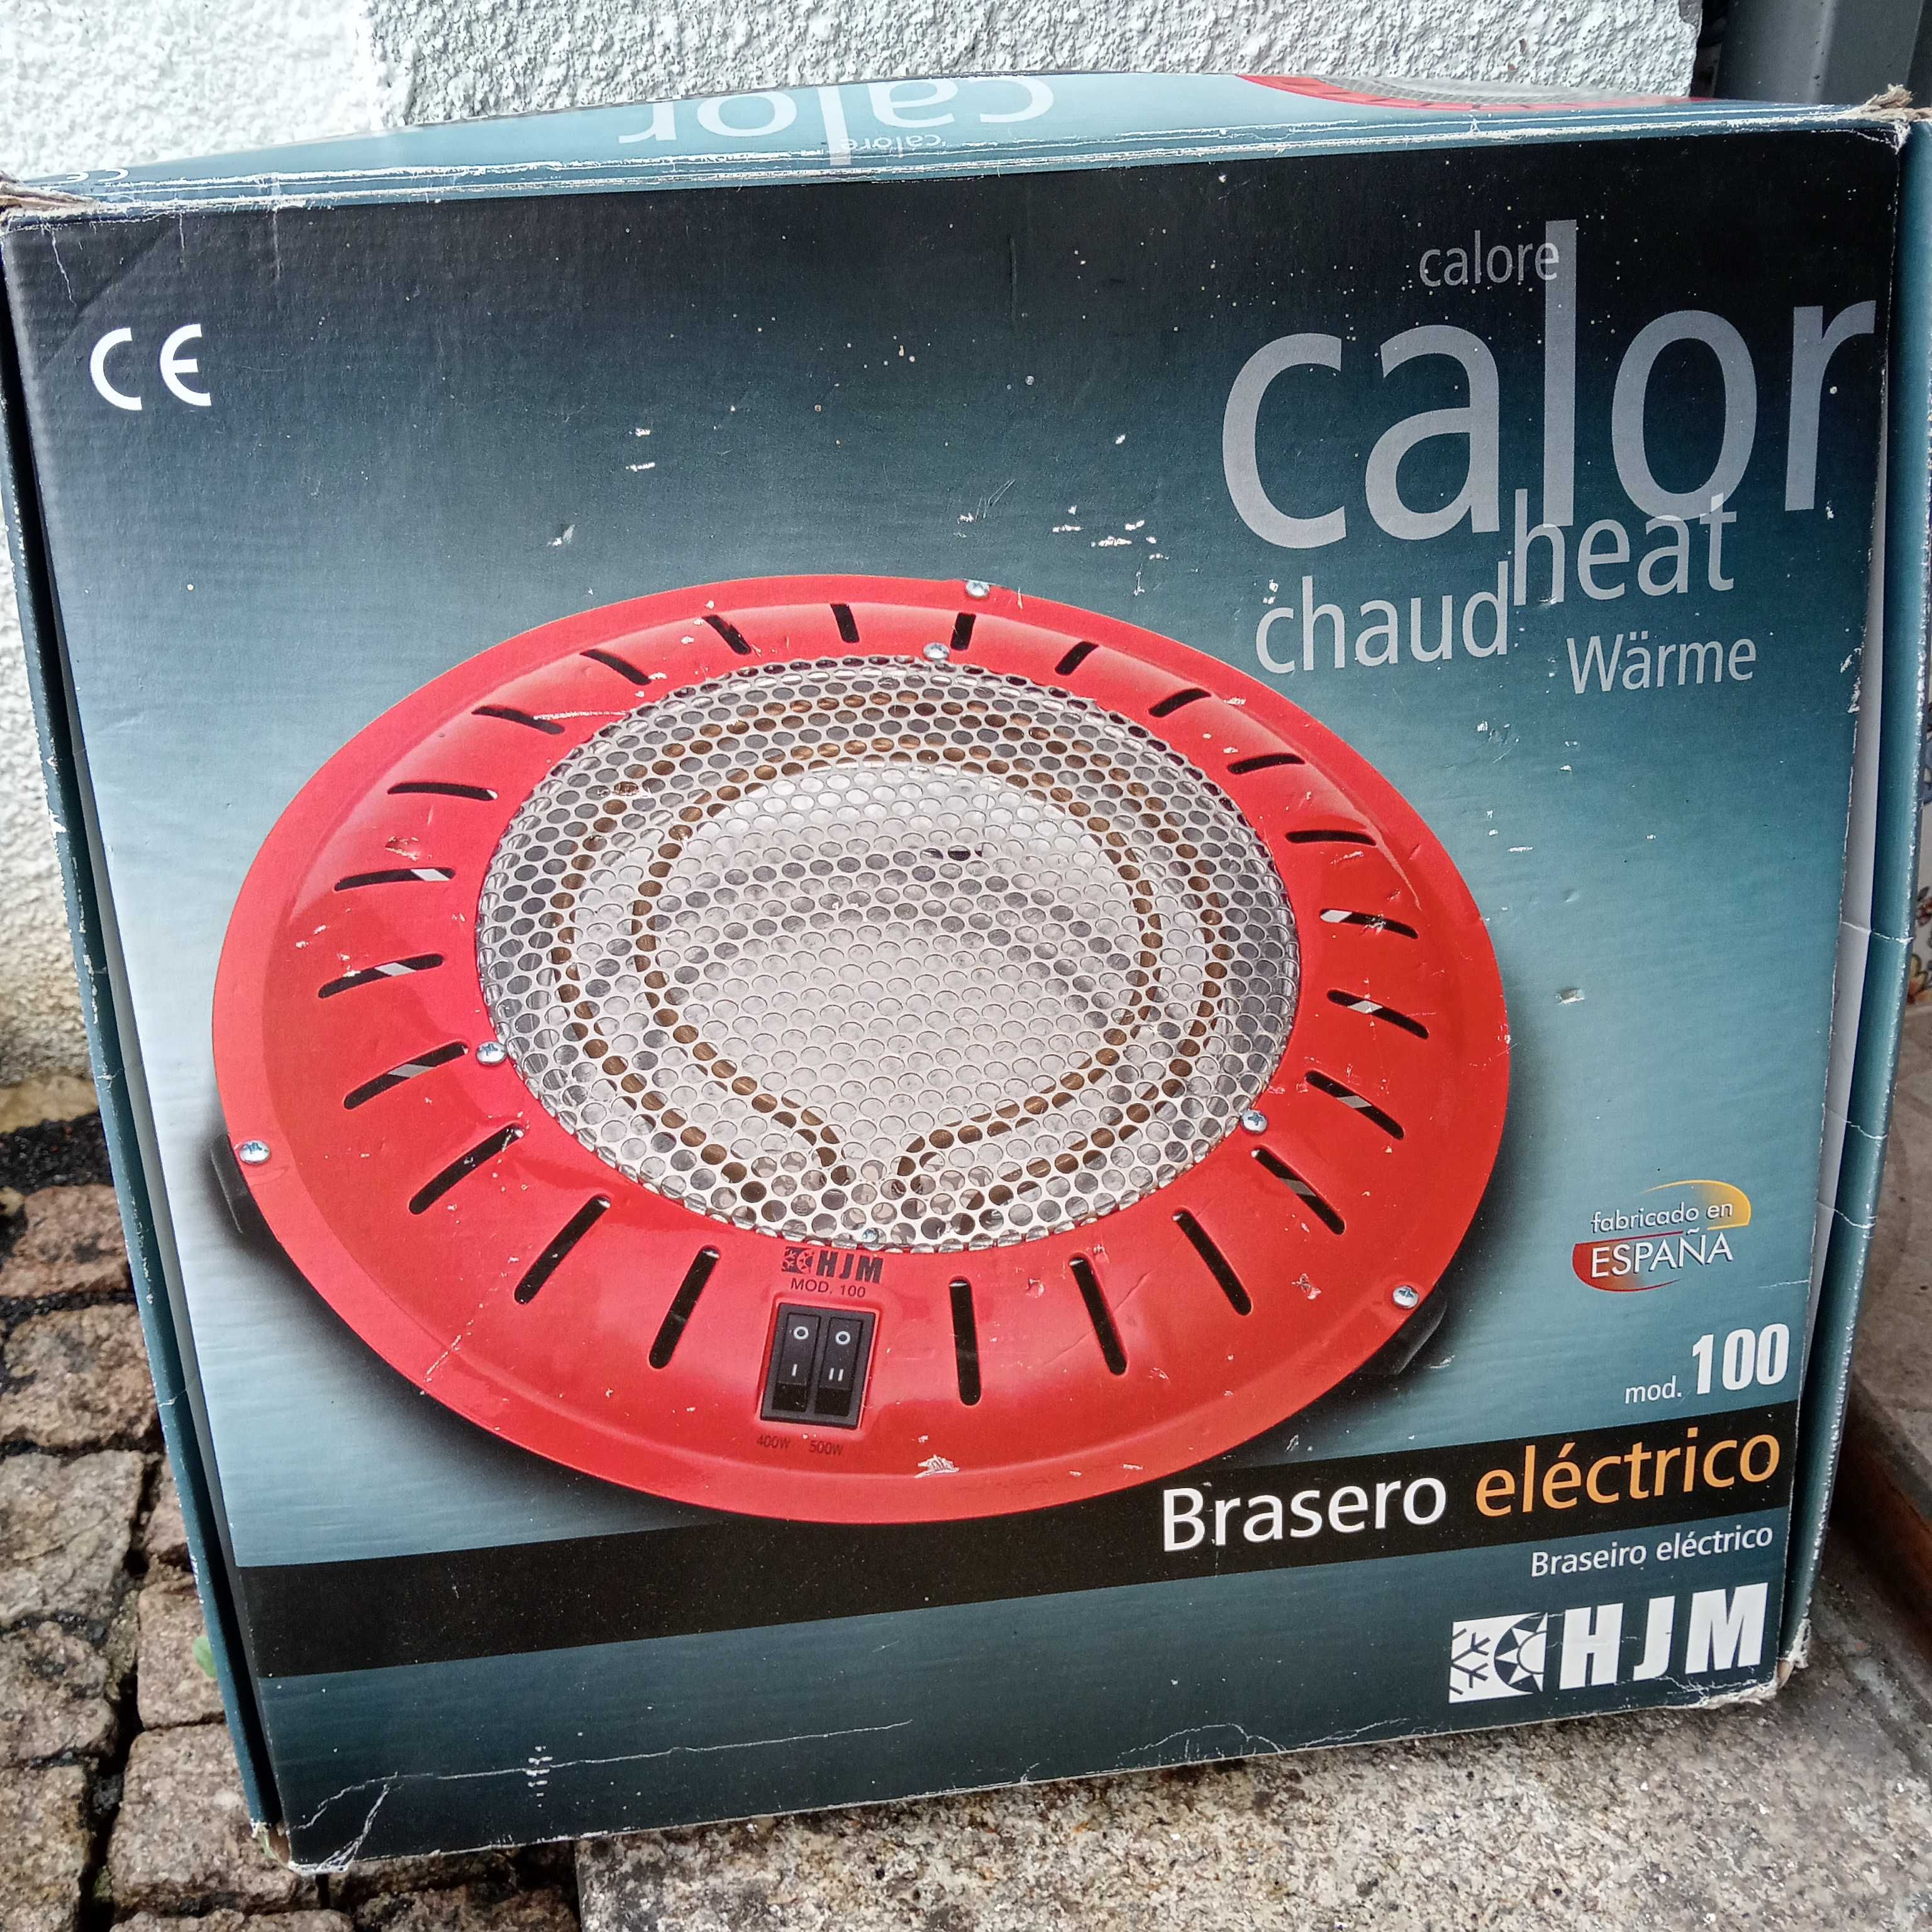 calor
calore
CE
calore
calor
heat
chaud
Wärme
HJM
MOD. 100
O O
I II
400W 500W
fabricado en
ESPAÑA
mod. 100
Brasero eléctrico
Braseiro eléctrico
HJM